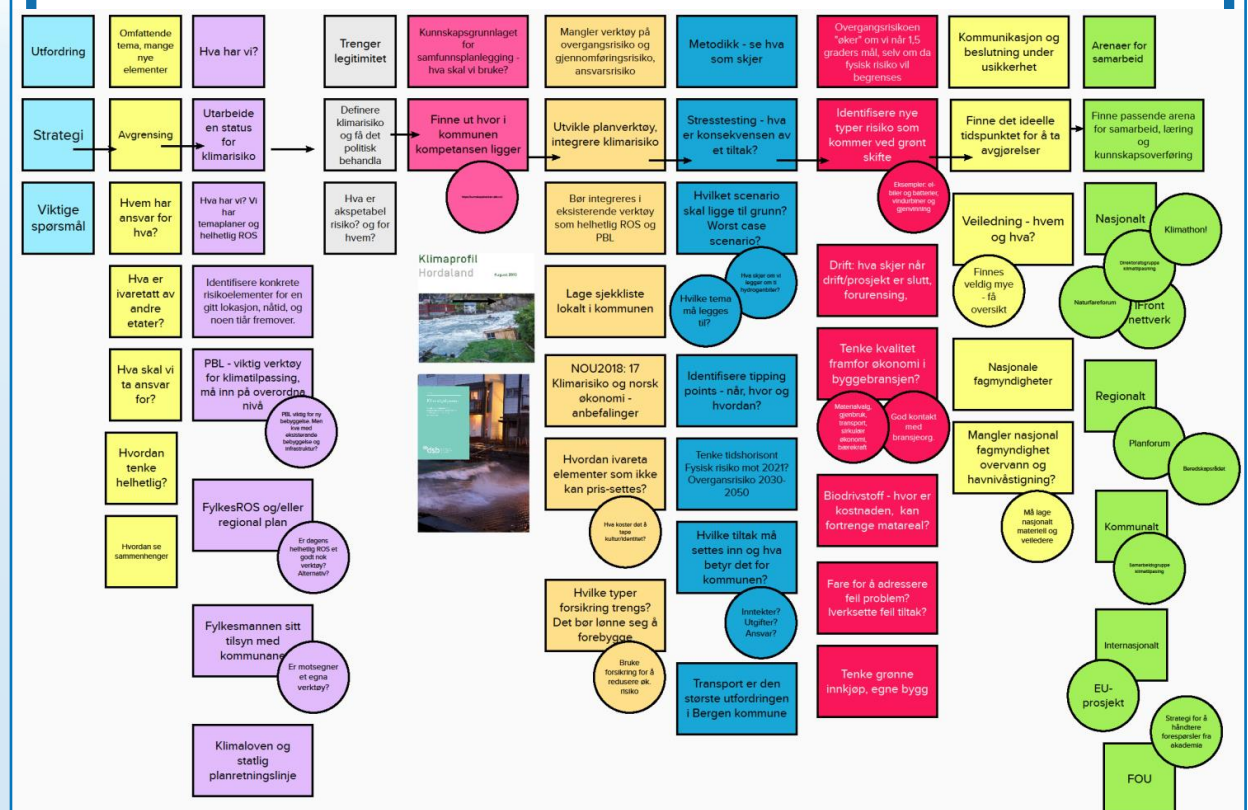 Utfordring
Omfattende
tema, mange
nye
elementer
Hva har vi?
Trenger
legitimitet
Kunnskapsgrunnlaget
for
samfunnsplanlegging -
hva skal vi bruke?
Mangler verktøy på
overgangsrisiko og
gjennomføringsrisiko,
ansvarsrisiko
Metodikk - se hva
som skjer
Overgangsrisikoen
"øker" om vi når 1,5
graders mål, selv om da
fysisk risiko vil
begrenses
Kommunikasjon og
beslutning under
usikkerhet
Arenaer for
samarbeid
Strategi
Avgrensing
Utarbeide
en status
for
klimarisiko
Definere
klimarisiko
og få det
politisk
behandla
Finne ut hvor i
kommunen
kompetansen ligger
Utvikle planverktøy,
integrere klimarisiko
Stresstesting - hva
er konsekvensen av
et tiltak?
Identifisere nye
typer risiko som
kommer ved grønt
skifte
Eksempler: el-
biler og batterier,
vindurbiner og
gjenvinning
Finne det ideelle
tidspunktet for å ta
avgjørelser
Finne passende arena
for samarbeid, læring
og
kunnskapsoverføring
Viktige
spørsmål
Hvem har
ansvar for
hva?
Hva har vi? Vi
har
temaplaner og
helhetlig ROS
Hva er
akspetabel
risiko? og for
hvem?
Bør integreres i
eksisterende verktøy
som helhetlig ROS og
PBL
Hvilket scenario
skal ligge til grunn?
Worst case
scenario?
Hvilke tema
må legges
til?
Hva skjer om vi
legger om ti
hydrogenbiler?
Drift: hva skjer når
drift/prosjekt er slutt,
forurensing,
Veiledning - hvem
og hva?
Finnes
veldig mye
- få
oversikt
Nasjonalt
Klimathon!
Direktoratsgruppe
klimatilpasning
Naturfareforum
IFront
nettverk
Hva er
ivaretatt av
andre
etater?
Identifisere konkrete
risikoelementer for en
gitt lokasjon, nåtid, og
noen tiår fremover.
Klimaprofil
Hordaland
August 2016
Lage sjekkliste
lokalt i kommunen
Hva skal vi
ta ansvar
for?
PBL - viktig verktøy
for klimatilpassing,
må inn på overordna
nivå
PBL viktig for ny
bebyggelse. Men
kva med
eksisterande
bebyggelse og
infrastruktur?
NOU2018: 17
Klimarisiko og norsk
økonomi -
anbefalinger
Identifisere tipping
points - når, hvor og
hvordan?
Tenke kvalitet
framfor økonomi i
byggebransjen?
Materialvalg,
gjenbruk,
transport,
sirkulær
økonomi,
bærekraft
God kontakt
med
bransjeorg.
Nasjonale
fagmyndigheter
Regionalt
Planforum
Beredskapsrådet
Hvordan
tenke
helhetlig?
FylkesROS og/eller
regional plan
Er dagens
helhetlig ROS et
godt nok
verktøy?
Alternativ?
Hvordan ivareta
elementer som ikke
kan pris-settes?
Hva koster det å
tape
kultur/identitet?
Tenke tidshorisont
Fysisk risiko mot 2021?
Overgansrisiko 2030-
2050
Biodrivstoff - hvor er
kostnaden, kan
fortrenge matareal?
Mangler nasjonal
fagmyndighet
overvann og
havnivåstigning?
Må lage
nasjonalt
materiell og
veiledere
Kommunalt
Samarbeidsgruppe
klimatilpasing
Hvordan se
sammenhenger
Fylkesmannen sitt
tilsyn med
kommunane
Er motsegner
et egna
verktøy?
Hvilke typer
forsikring trengs?
Det bør lønne seg å
forebygge
Bruke
forsikring for å
redusere øk.
risiko
Hvilke tiltak må
settes inn og hva
betyr det for
kommunen?
Inntekter?
Utgifter?
Ansvar?
Fare for å adressere
feil problem?
Iverksette feil tiltak?
Internasjonalt
EU-
prosjekt
Klimaloven og
statlig
planretningslinje
Transport er den
største utfordringen
i Bergen kommune
Tenke grønne
innkjøp, egne bygg
Strategi for å
håndtere
forespørsler fra
akademia
FOU